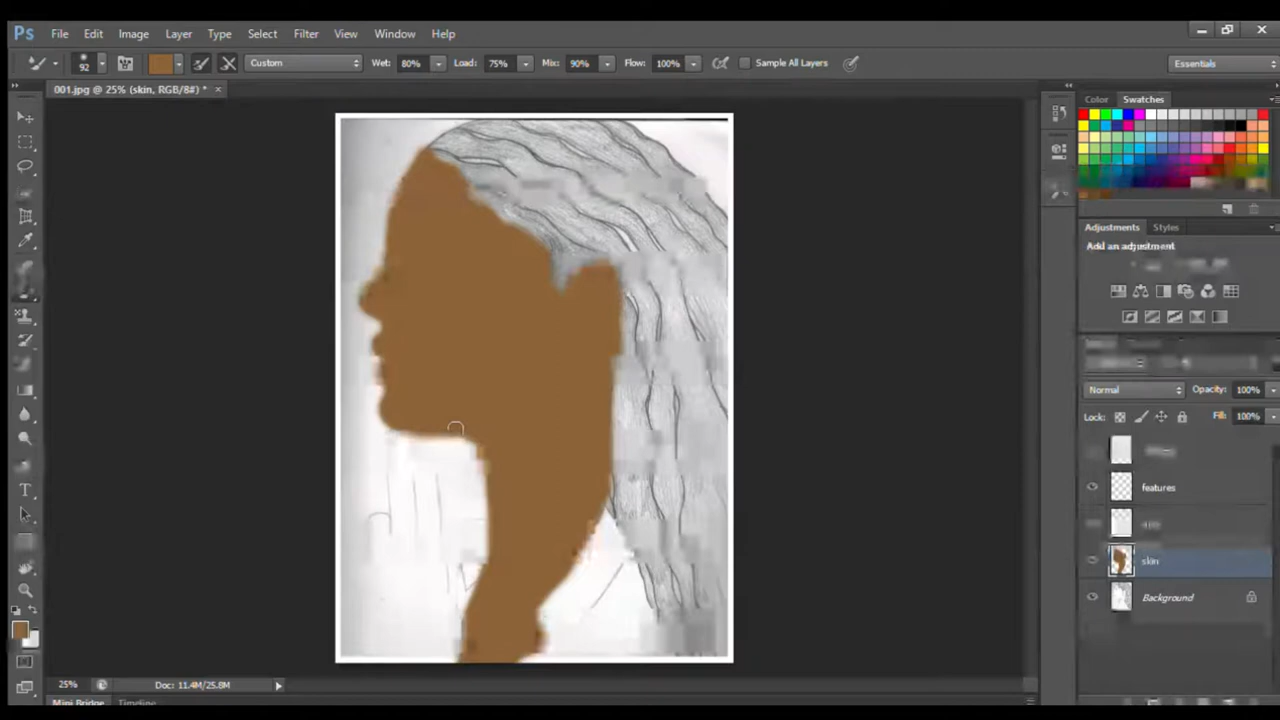 Ps File Edit Image Layer Type Select Filter View Window Help
92 Custom Wet: 80% Load: 75% Mix: 90% Flow: 100% Sample All Layers Essentials
001.jpg @ 25% (skin, RGB/8#) * ×
Color Swatches
Adjustments Styles
Add an adjustment
Normal Opacity: 100%
Lock: Fill: 100%
features
skin
Background
25% Doc: 11.4M/25.8M
Mini Bridge Timeline